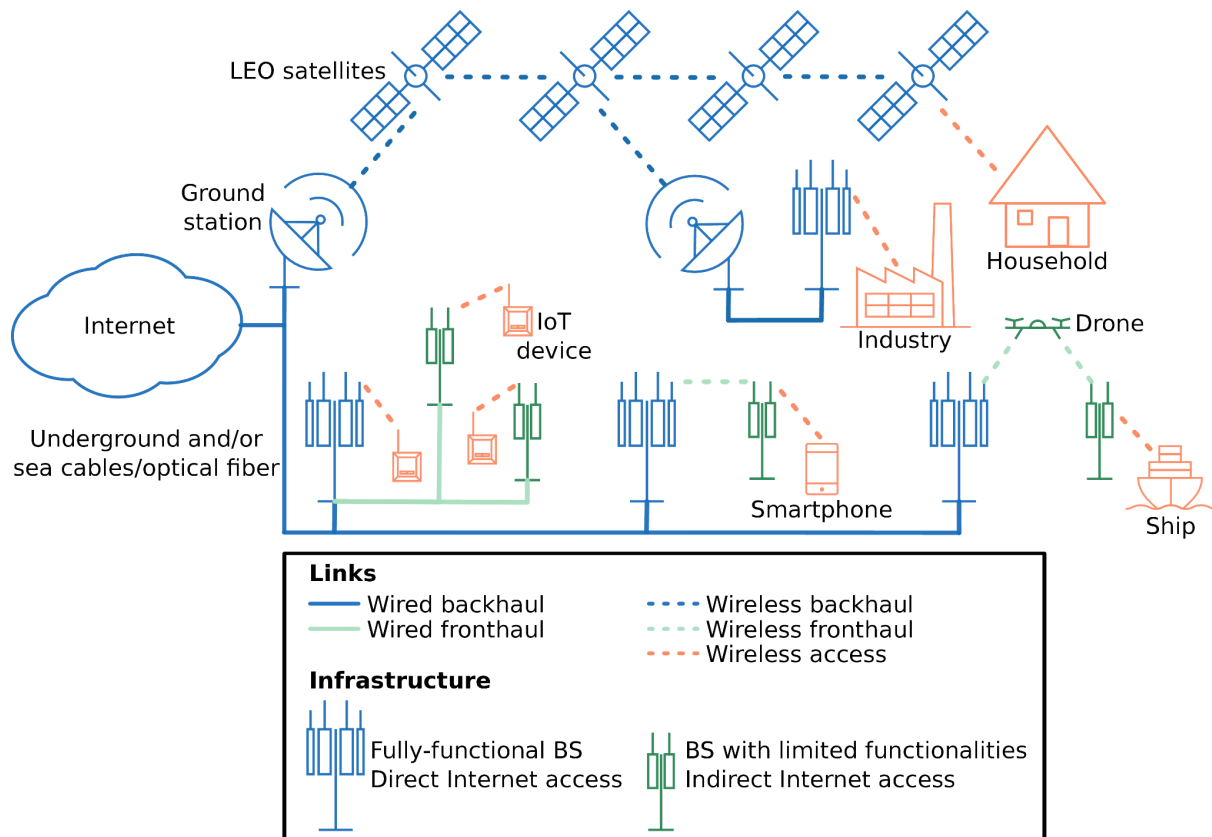 LEO satellites
Ground
station
Household
Internet
IoT
device
Industry
Drone
Underground and/or
sea cables/optical fiber
Smartphone
Ship
Links
Wired backhaul
Wired fronthaul
Wireless backhaul
Wireless fronthaul
Wireless access
Infrastructure
Fully-functional BS
Direct Internet access
BS with limited functionalities
Indirect Internet access